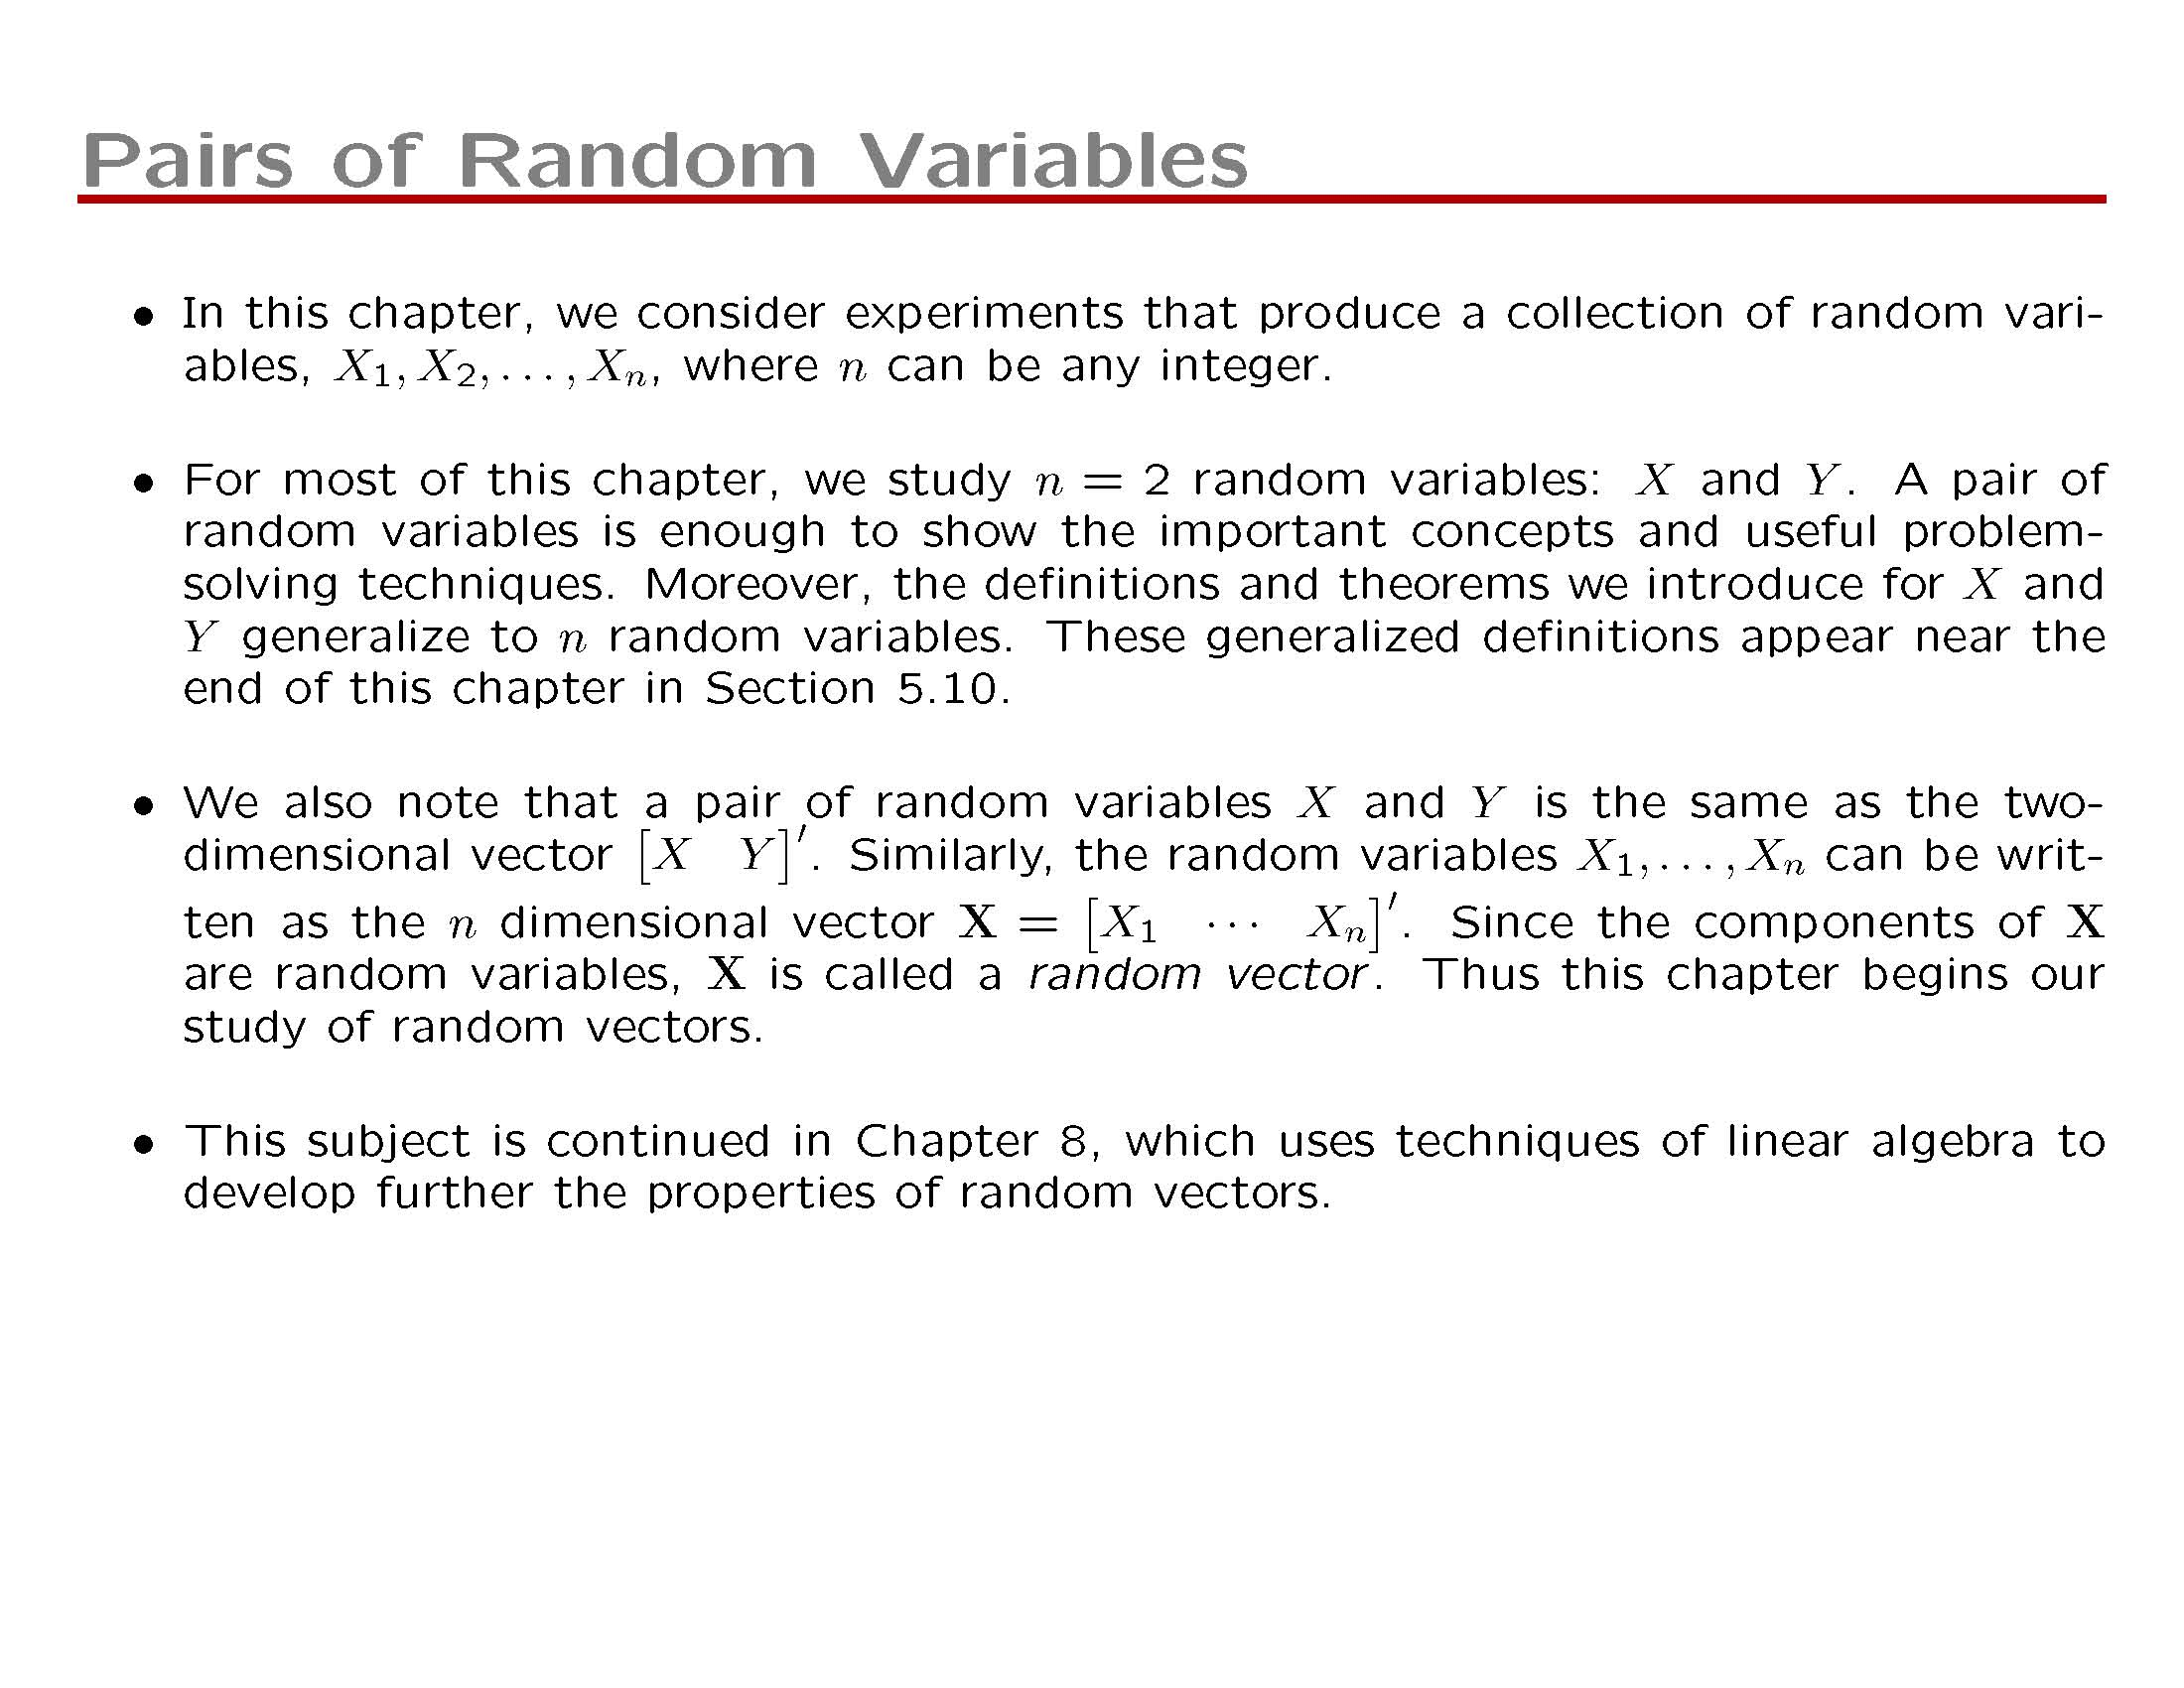 Pairs of Random Variables
• In this chapter, we consider experiments that produce a collection of random vari-
ables, X₁, X₂, . . . , Xₙ, where n can be any integer.
• For most of this chapter, we study n = 2 random variables: X and Y. A pair of
random variables is enough to show the important concepts and useful problem-
solving techniques. Moreover, the definitions and theorems we introduce for X and
Y generalize to n random variables. These generalized definitions appear near the
end of this chapter in Section 5.10.
• We also note that a pair of random variables X and Y is the same as the two-
dimensional vector [X Y]′. Similarly, the random variables X₁, . . . , Xₙ can be writ-
ten as the n dimensional vector X = [X₁ ⋯ Xₙ]′. Since the components of X
are random variables, X is called a random vector. Thus this chapter begins our
study of random vectors.
• This subject is continued in Chapter 8, which uses techniques of linear algebra to
develop further the properties of random vectors.